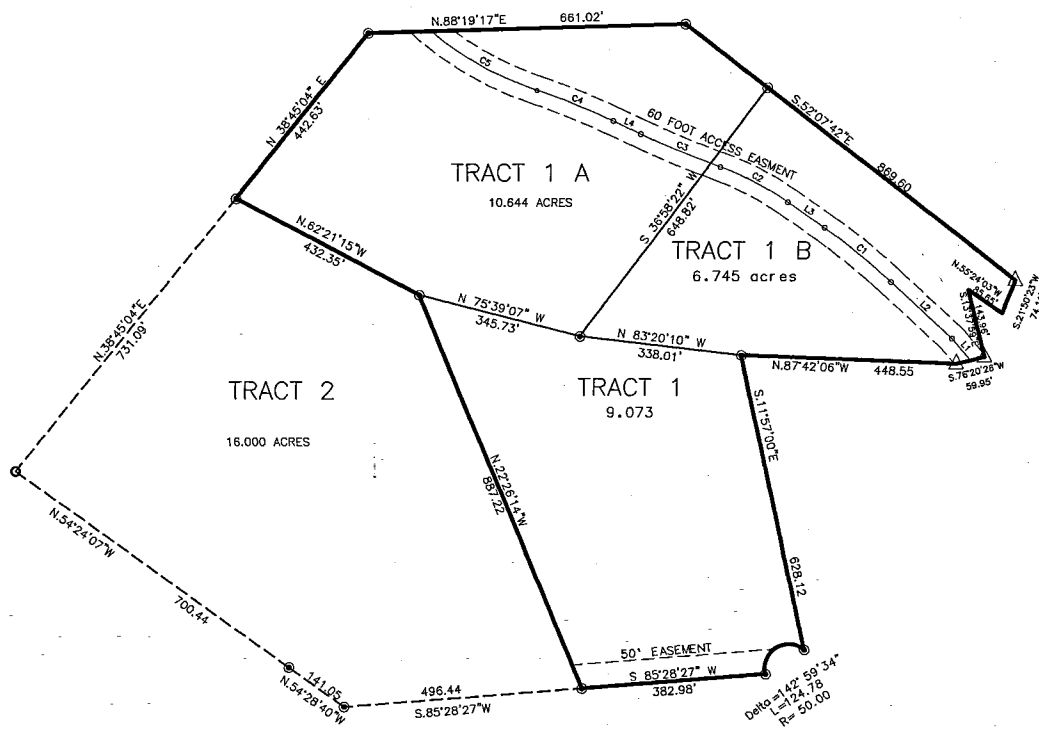 N.88°19'17"E 661.02'
N 38°45'04" E
442.63'
C5
C4
L4
C3
60 FOOT ACCESS EASMENT
C2
L3
C1
L2
L1
S.52°07'42"E 869.60
TRACT 1 A
10.644 ACRES
S. 36°58'22" W
648.82'
TRACT 1 B
6.745 acres
N.55°24'03"W
S.21°50'23"W
S.13°37'59"E
143.96'
N.62°21'15"W
432.35'
N 75°39'07" W
345.73'
N 83°20'10" W
338.01'
N.87°42'06"W 448.55
S.76°20'28"W
59.95'
N.38°45'04"E
731.09'
TRACT 2
16.000 ACRES
TRACT 1
9.073
N.22°26'14"W
887.22
S.11°57'00"E
628.12
N.54°24'07"W
700.44
141.05
N.54°28'40"W
496.44
S.85°28'27"W
50' EASEMENT
S 85°28'27" W
382.98'
Delta =142° 59'34"
L=124.78
R= 50.00